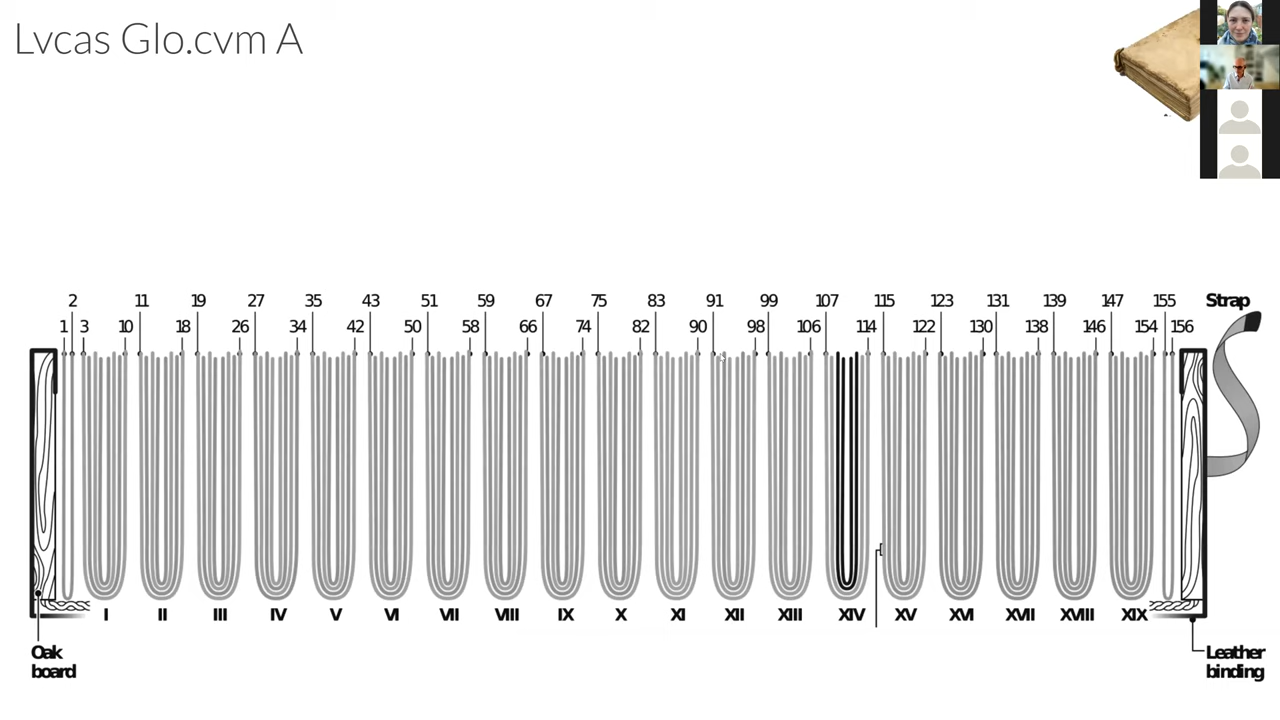 Lvcas Glo.cvm A
2 11 19 27 35 43 51 59 67 75 83 91 99 107 115 123 131 139 147 155 Strap
1 3 10 18 26 34 42 50 58 66 74 82 90 98 106 114 122 130 138 146 154 156
I II III IV V VI VII VIII IX X XI XII XIII XIV XV XVI XVII XVIII XIX
Oak
board
Leather
binding